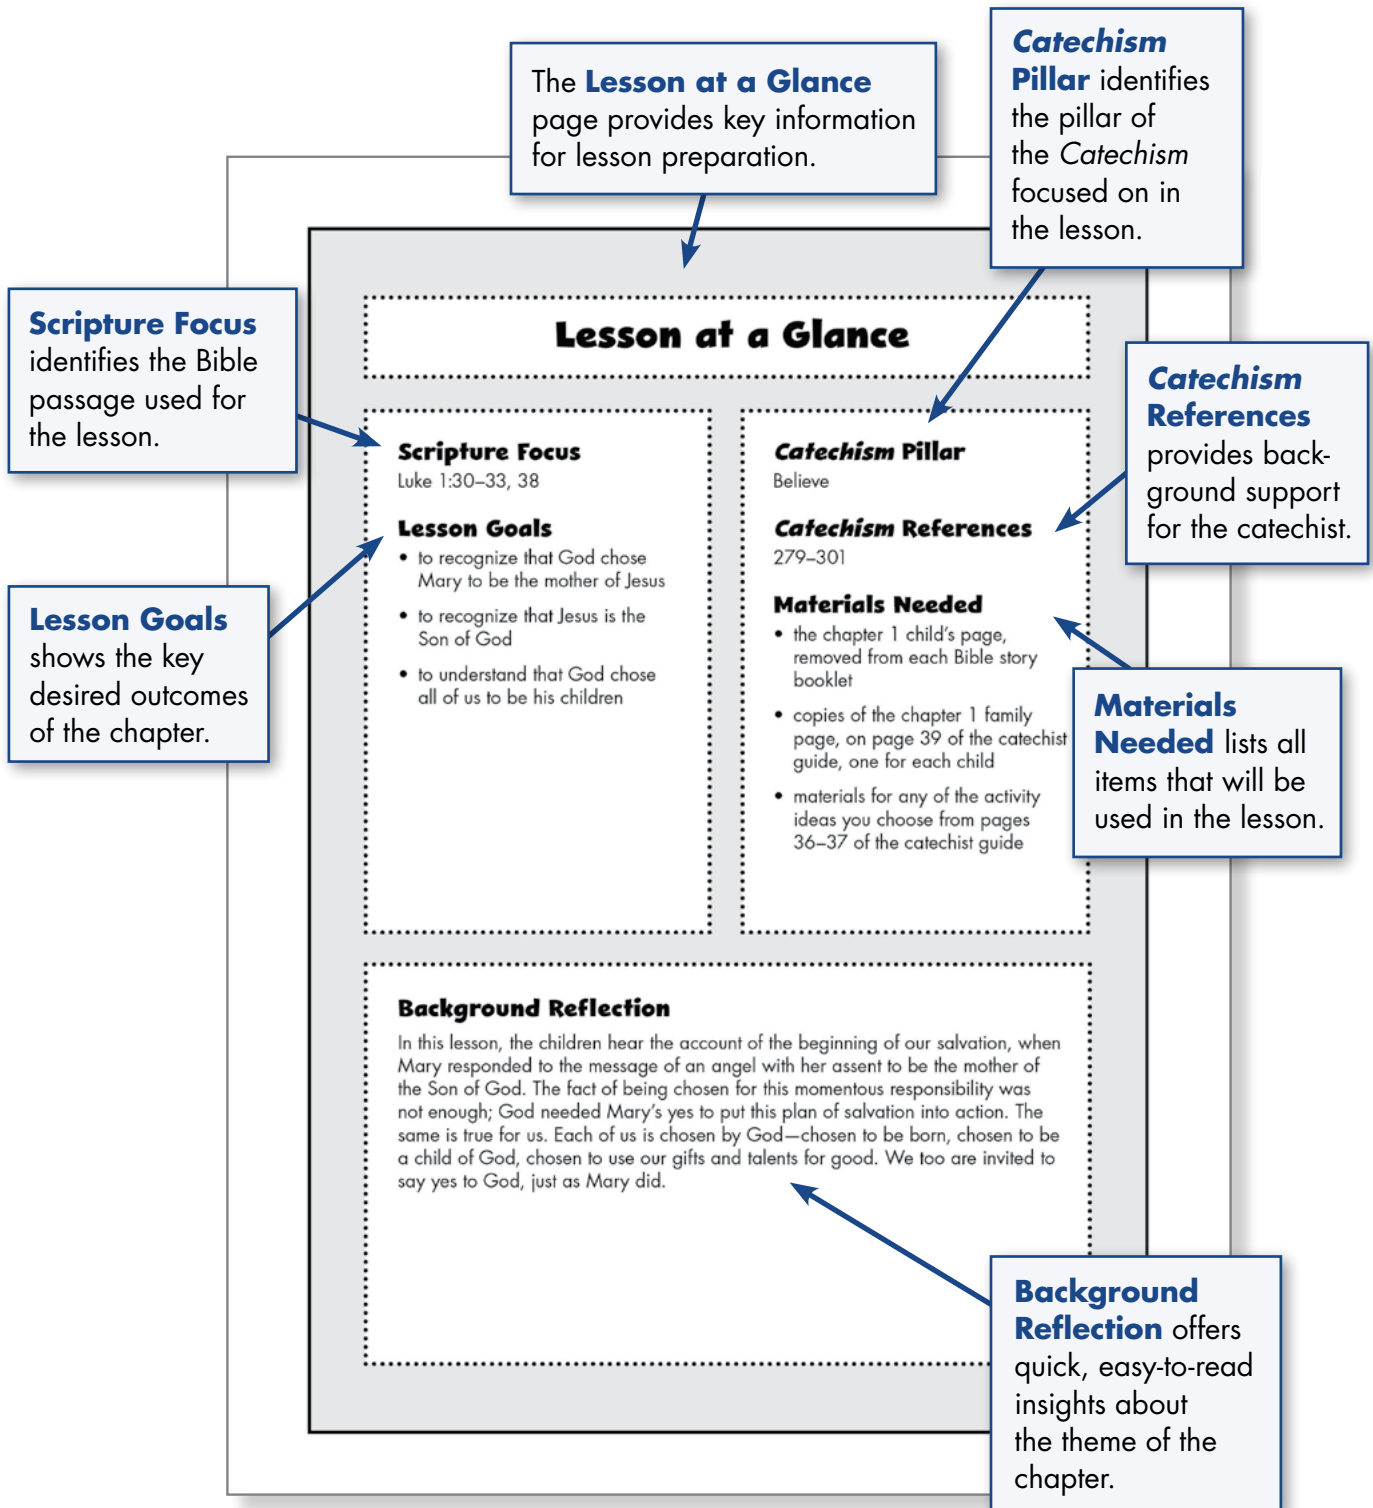 The Lesson at a Glance
page provides key information
for lesson preparation.
Catechism
Pillar identifies
the pillar of
the Catechism
focused on in
the lesson.
Scripture Focus
identifies the Bible
passage used for
the lesson.
Lesson Goals
shows the key
desired outcomes
of the chapter.
Lesson at a Glance
Scripture Focus
Luke 1:30–33, 38
Lesson Goals
• to recognize that God chose
Mary to be the mother of Jesus
• to recognize that Jesus is the
Son of God
• to understand that God chose
all of us to be his children
Catechism Pillar
Believe
Catechism References
279–301
Materials Needed
• the chapter 1 child's page,
removed from each Bible story
booklet
• copies of the chapter 1 family
page, on page 39 of the catechist
guide, one for each child
• materials for any of the activity
ideas you choose from pages
36–37 of the catechist guide
Catechism
References
provides back-
ground support
for the catechist.
Materials
Needed lists all
items that will be
used in the lesson.
Background Reflection
In this lesson, the children hear the account of the beginning of our salvation, when
Mary responded to the message of an angel with her assent to be the mother of
the Son of God. The fact of being chosen for this momentous responsibility was
not enough; God needed Mary's yes to put this plan of salvation into action. The
same is true for us. Each of us is chosen by God—chosen to be born, chosen to be
a child of God, chosen to use our gifts and talents for good. We too are invited to
say yes to God, just as Mary did.
Background
Reflection offers
quick, easy-to-read
insights about
the theme of the
chapter.